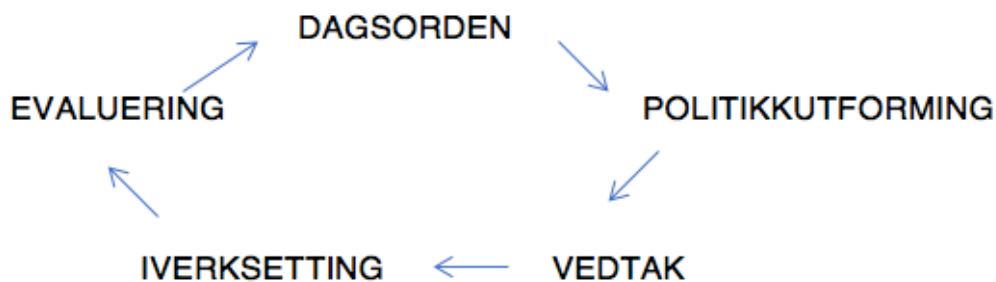 DAGSORDEN
EVALUERING
POLITIKKUTFORMING
IVERKSETTING
VEDTAK